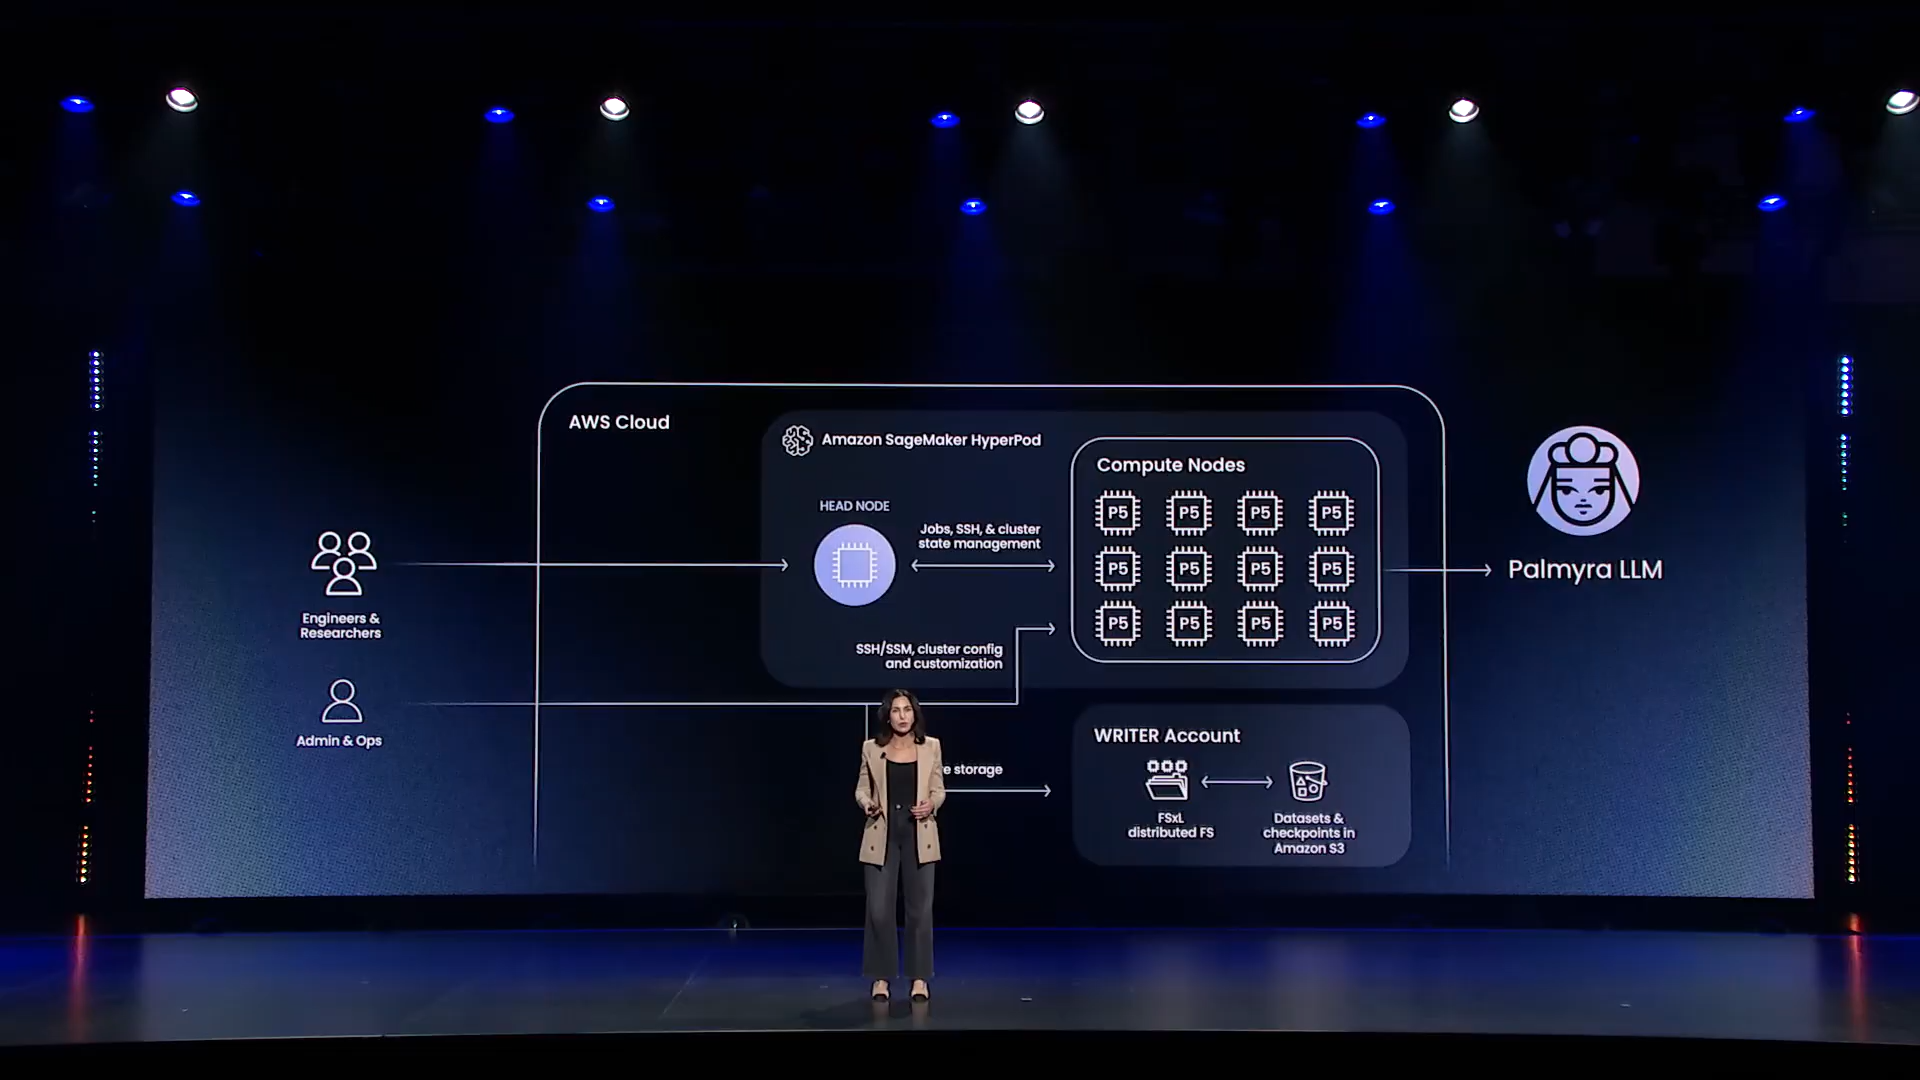 AWS Cloud
Amazon SageMaker HyperPod
Compute Nodes
HEAD NODE
Jobs, SSH, & cluster
state management
P5 P5 P5 P5
P5 P5 P5 P5
P5 P5 P5 P5
Palmyra LLM
Engineers &
Researchers
SSH/SSM, cluster config
and customization
Admin & Ops
storage
WRITER Account
FSxL
distributed FS
Datasets &
checkpoints in
Amazon S3